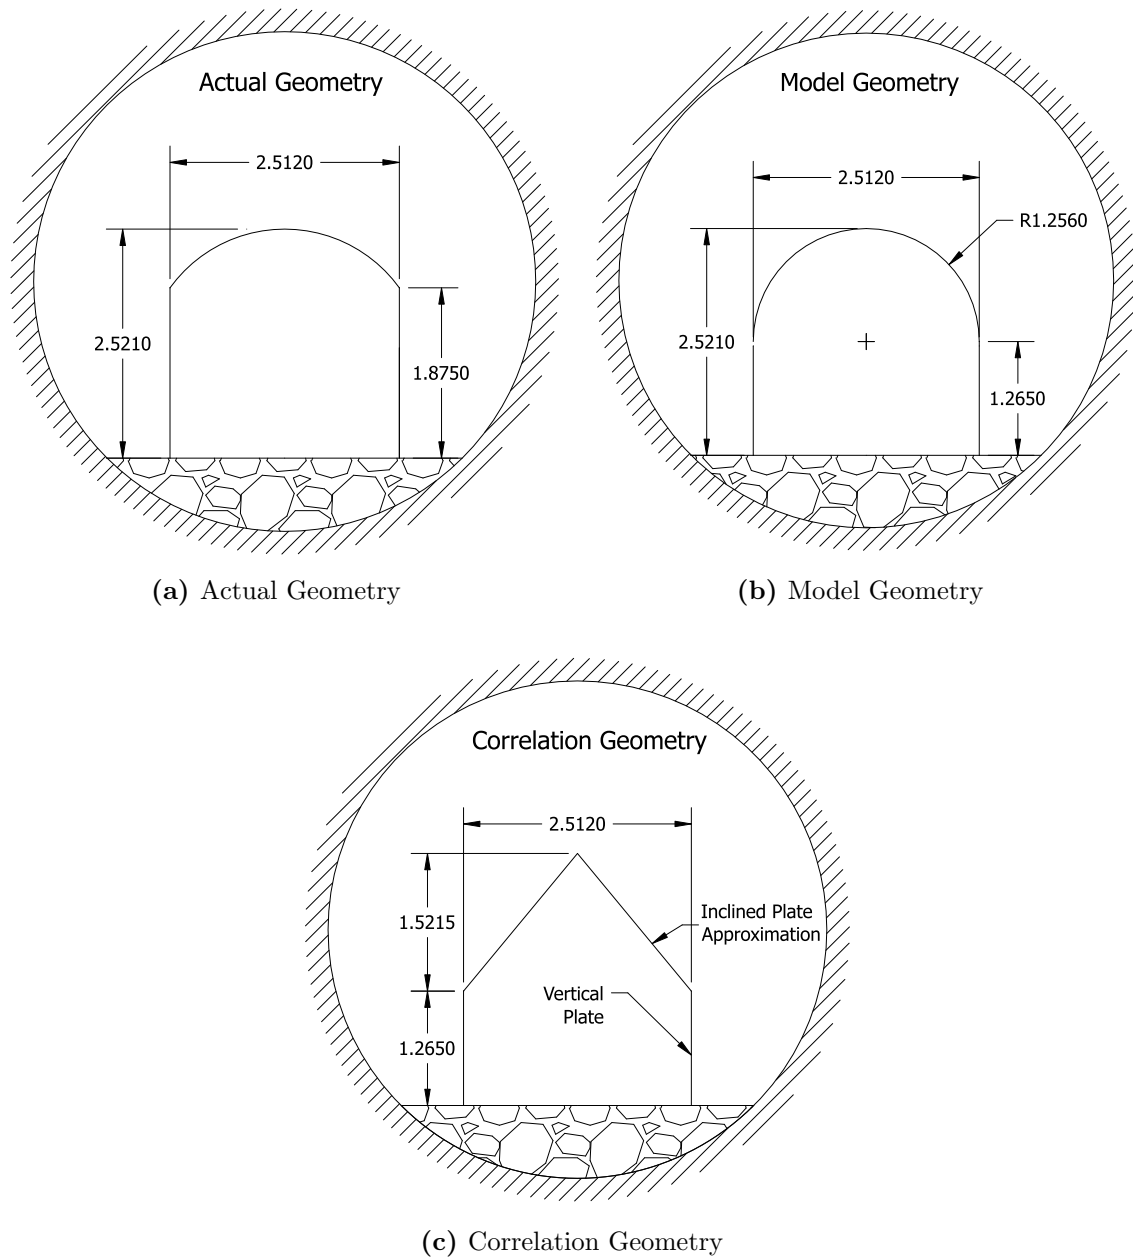 Actual Geometry
2.5120
2.5210
1.8750
(a) Actual Geometry
Model Geometry
2.5120
R1.2560
2.5210
1.2650
(b) Model Geometry
Correlation Geometry
2.5120
1.5215
Inclined Plate
Approximation
Vertical
Plate
1.2650
(c) Correlation Geometry